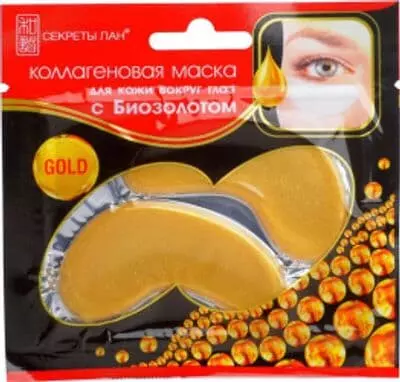 СЕКРЕТЫ ЛАН®
КОЛЛАГЕНОВАЯ МАСКА
ДЛЯ КОЖИ ВОКРУГ ГЛАЗ
С БИОЗОЛОТОМ
GOLD